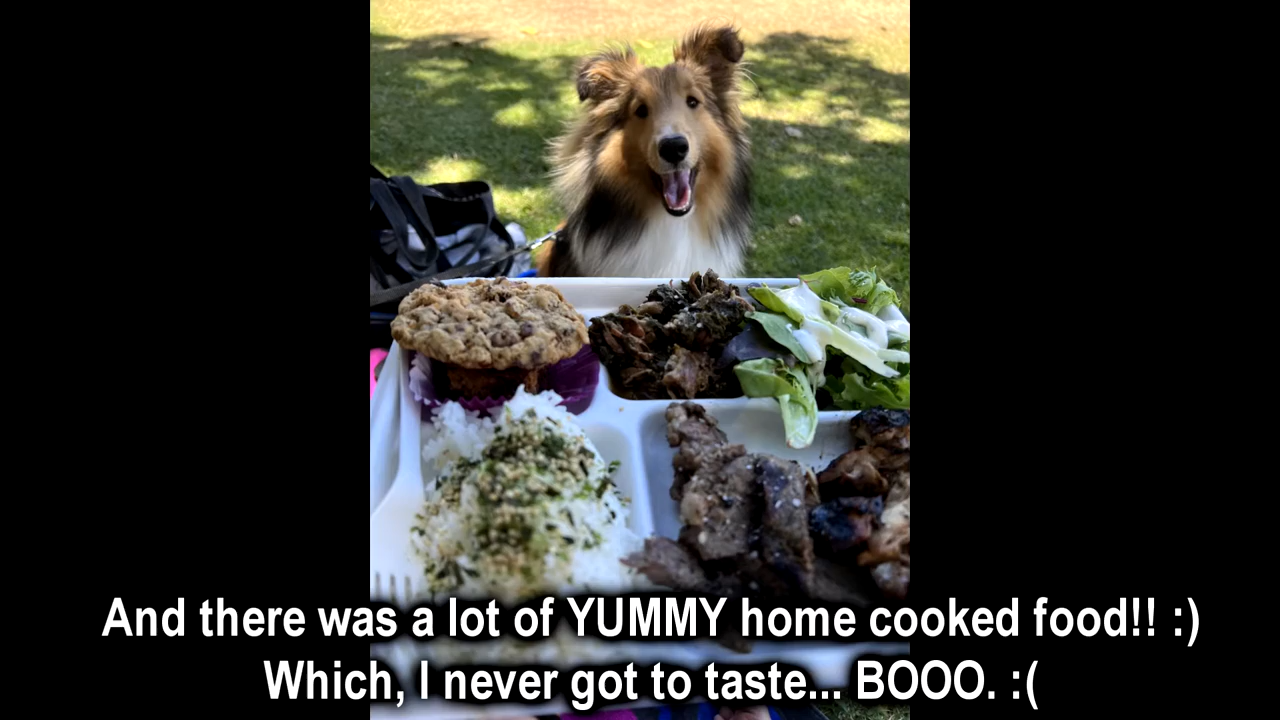 And there was a lot of YUMMY home cooked food!! :)
Which, I never got to taste... BOOO. :(